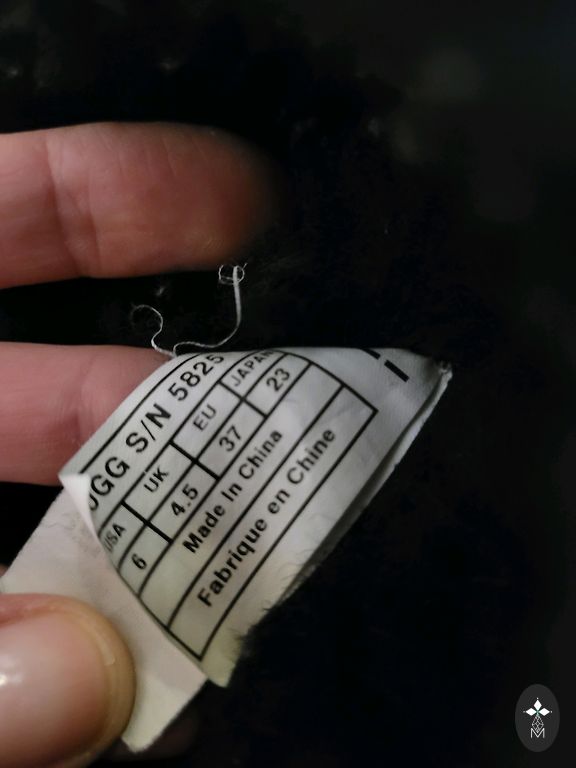 UGG S/N 5825
USA UK EU JAPAN
6 4.5 37 23
Made In China
Fabrique en Chine